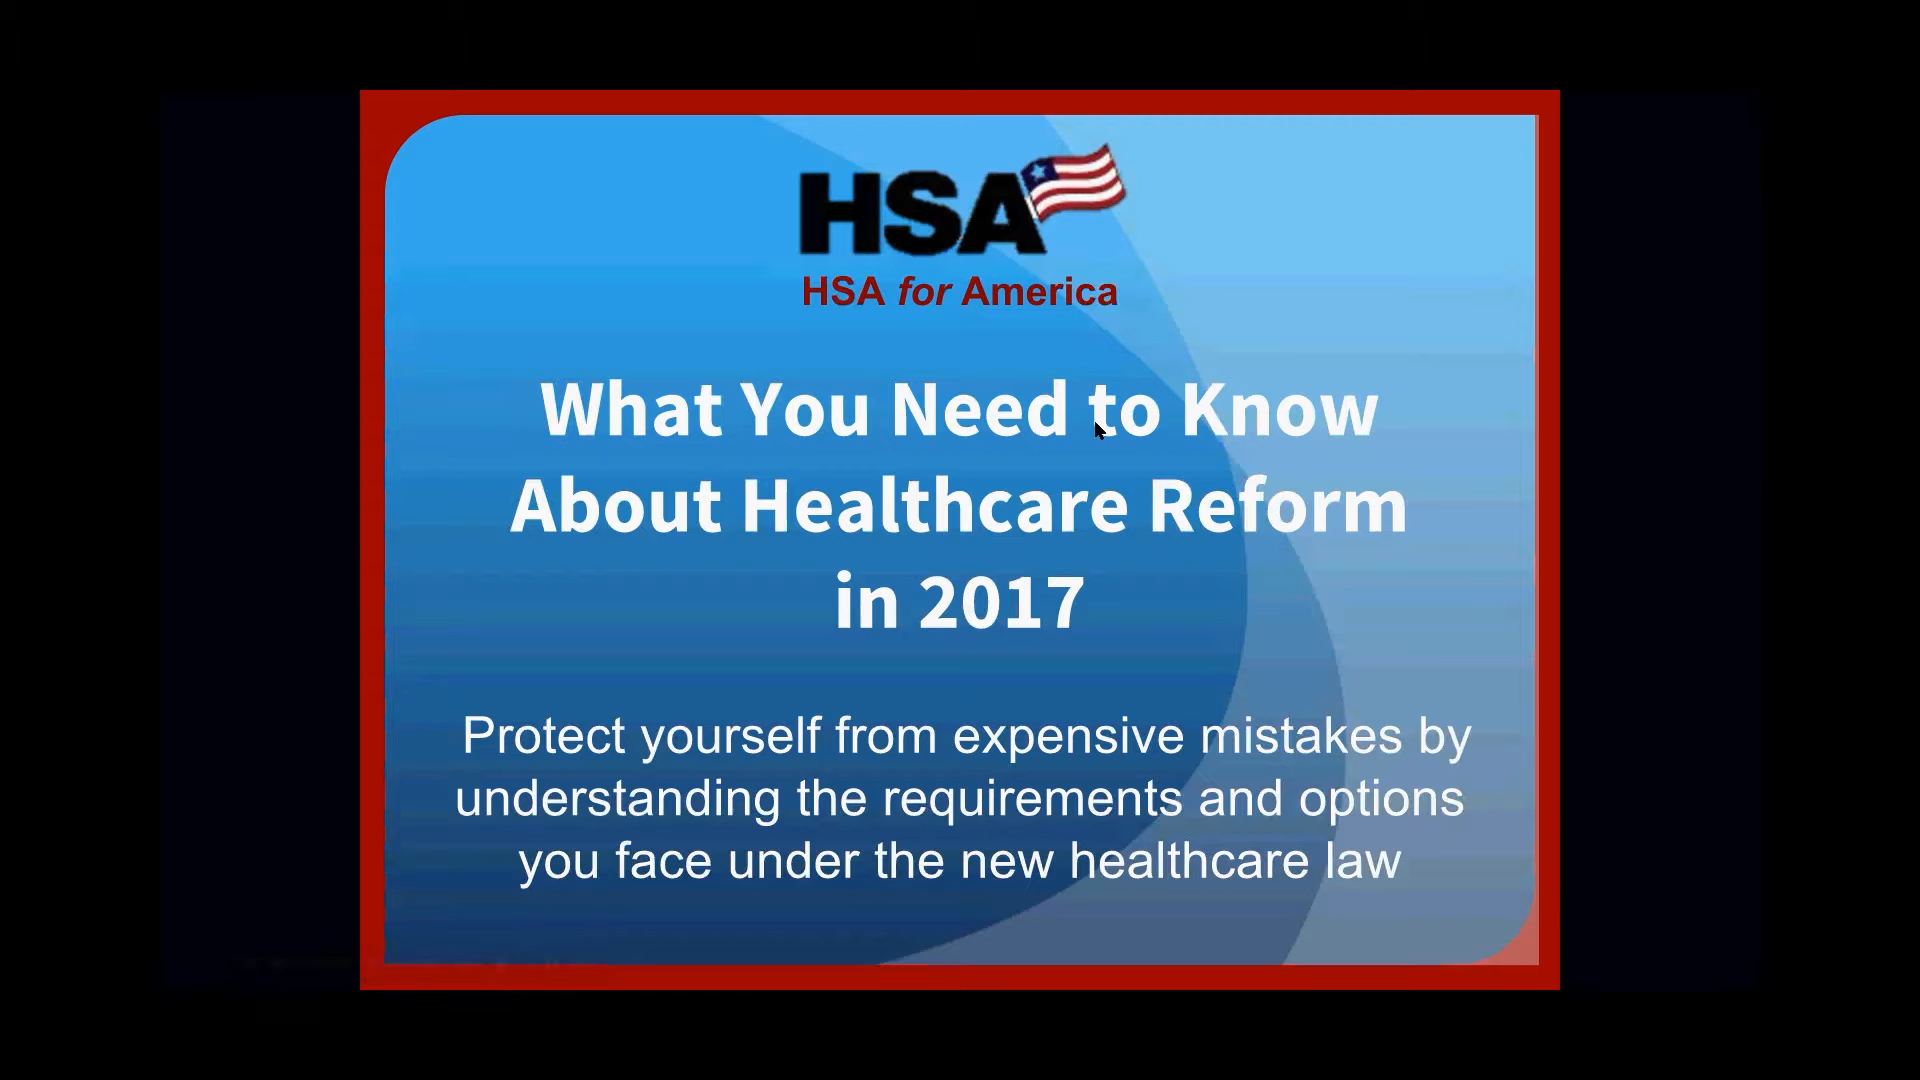 HSA
HSA for America
What You Need to Know
About Healthcare Reform
in 2017
Protect yourself from expensive mistakes by
understanding the requirements and options
you face under the new healthcare law